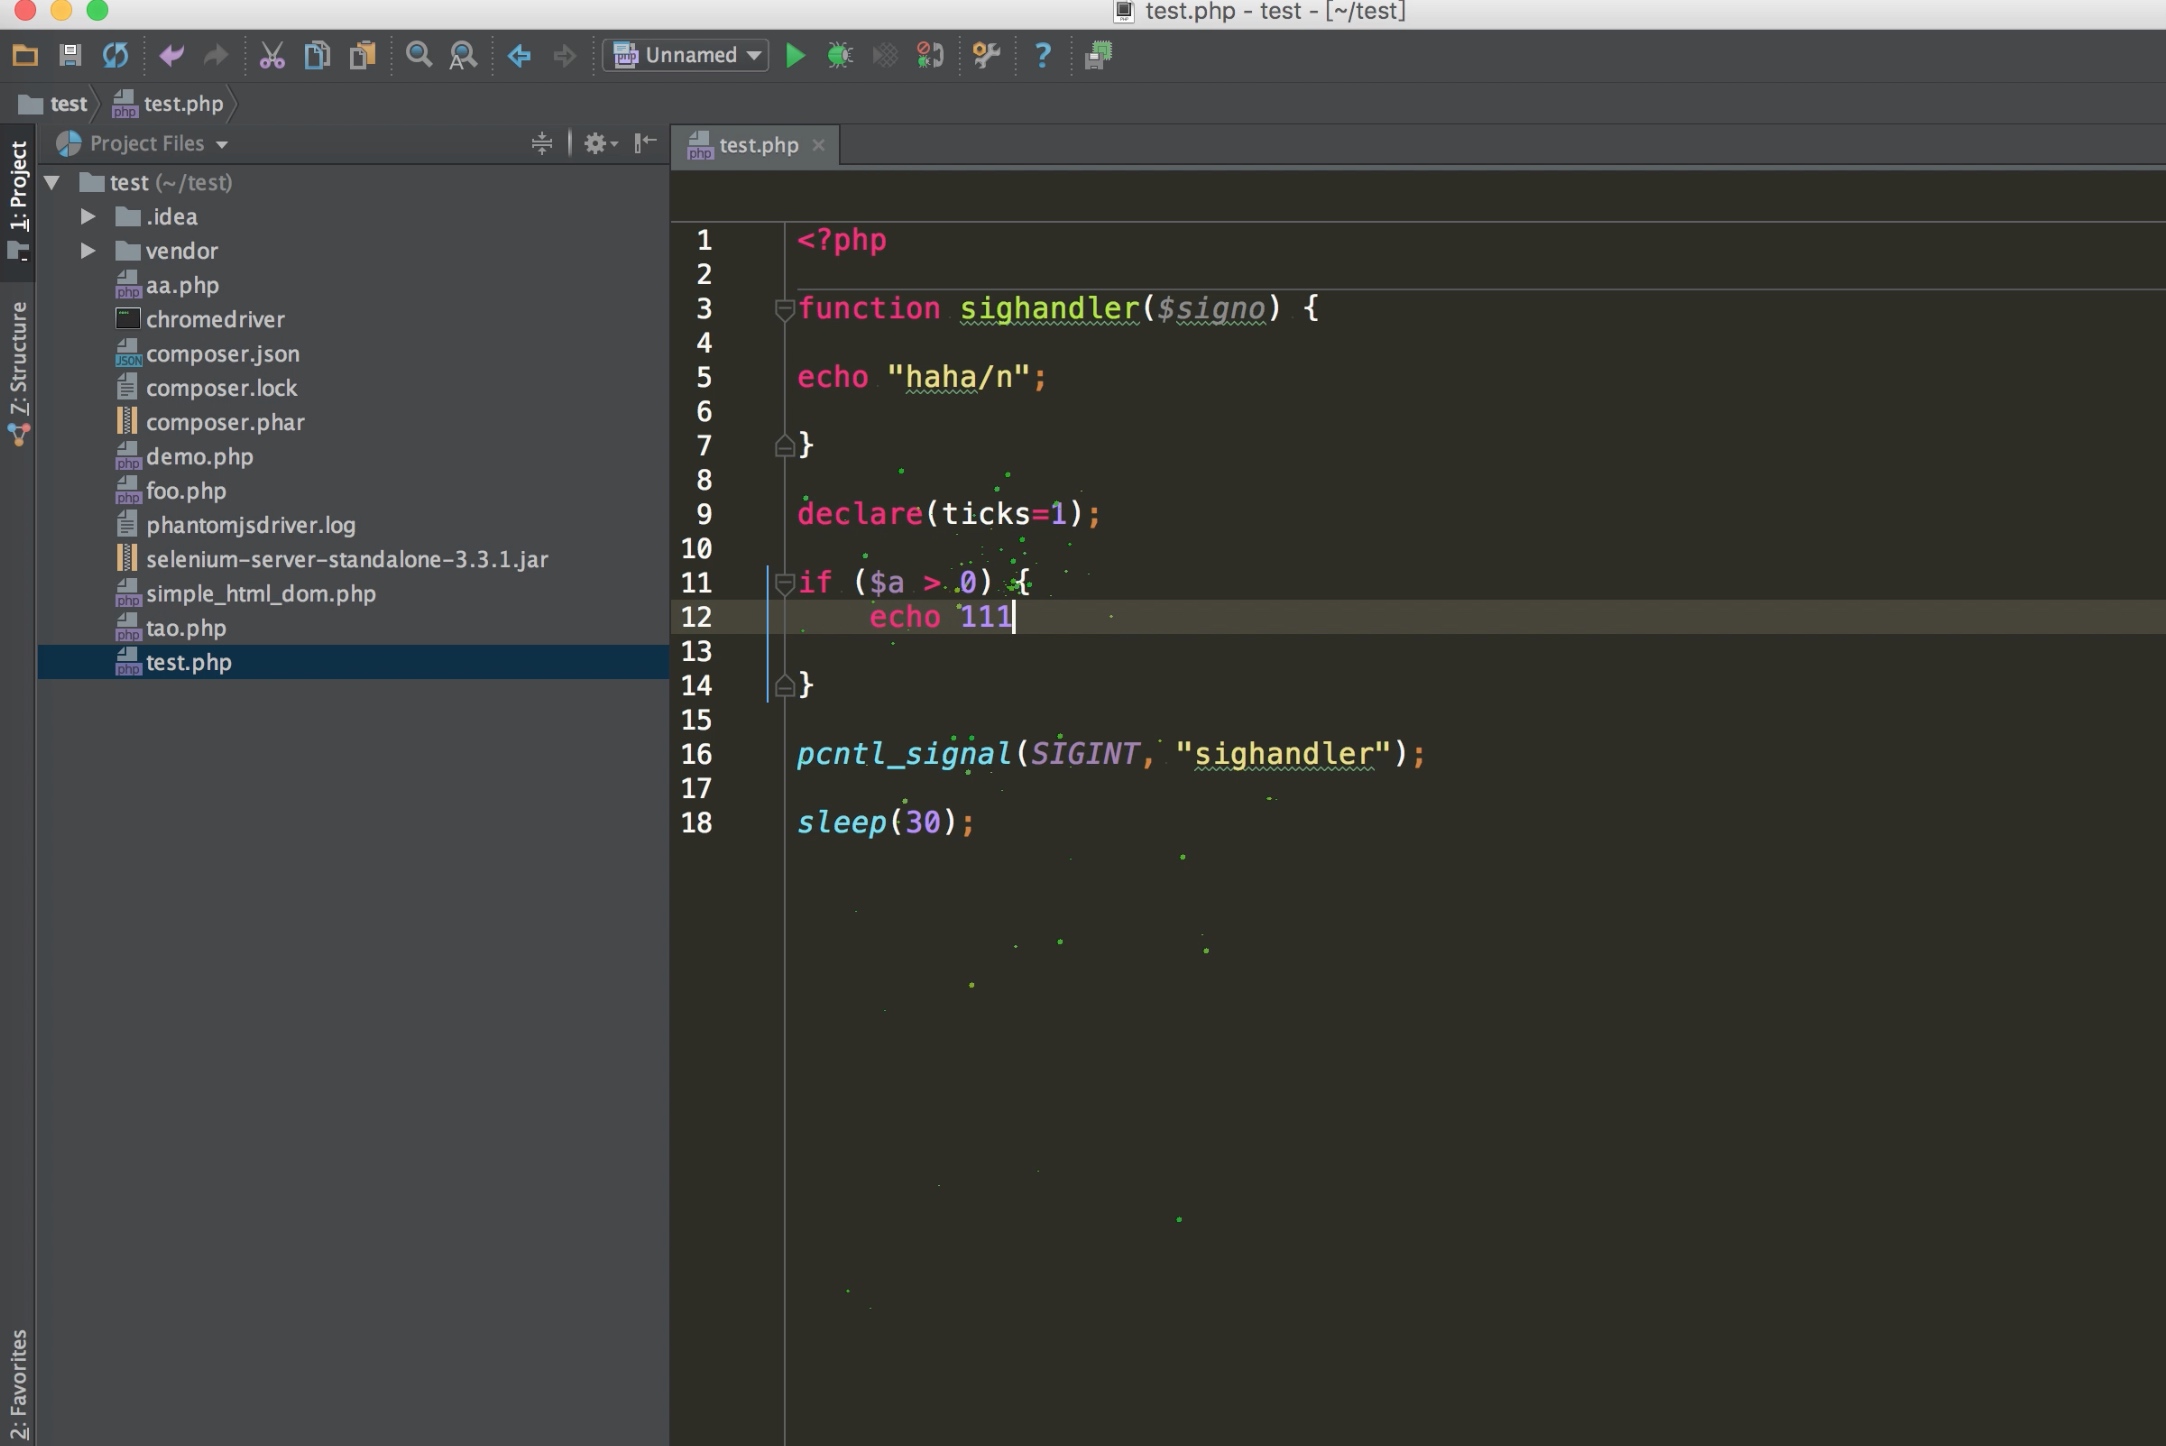 test.php - test - [~/test]
Unnamed
test
test.php
1: Project
Project Files
test.php
test (~/test)
.idea
vendor
aa.php
chromedriver
composer.json
composer.lock
composer.phar
demo.php
foo.php
phantomjsdriver.log
selenium-server-standalone-3.3.1.jar
simple_html_dom.php
tao.php
test.php
7: Structure
2: Favorites
1 <?php
2
3 function sighandler($signo) {
4
5 echo "haha/n";
6
7 }
8
9 declare(ticks=1);
10
11 if ($a > 0) {
12 echo 111
13
14 }
15
16 pcntl_signal(SIGINT, "sighandler");
17
18 sleep(30);